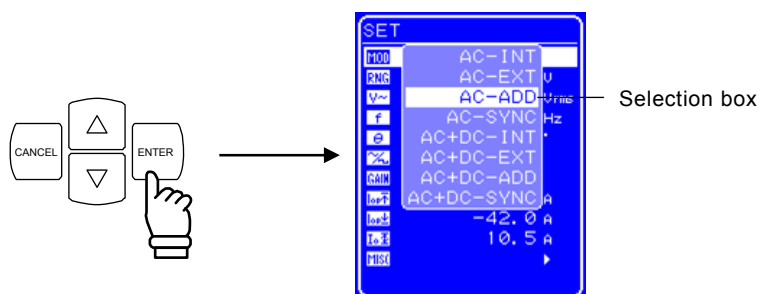 SET
MOD
AC-INT
RNG
AC-EXT
V
V~
AC-ADD
Vrms
Selection box
f
AC-SYNC
Hz
θ
AC+DC-INT
°
AC+DC-EXT
GAIN
AC+DC-ADD
AC+DC-SYNC
A
-42.0 A
10.5 A
MISC
CANCEL
ENTER